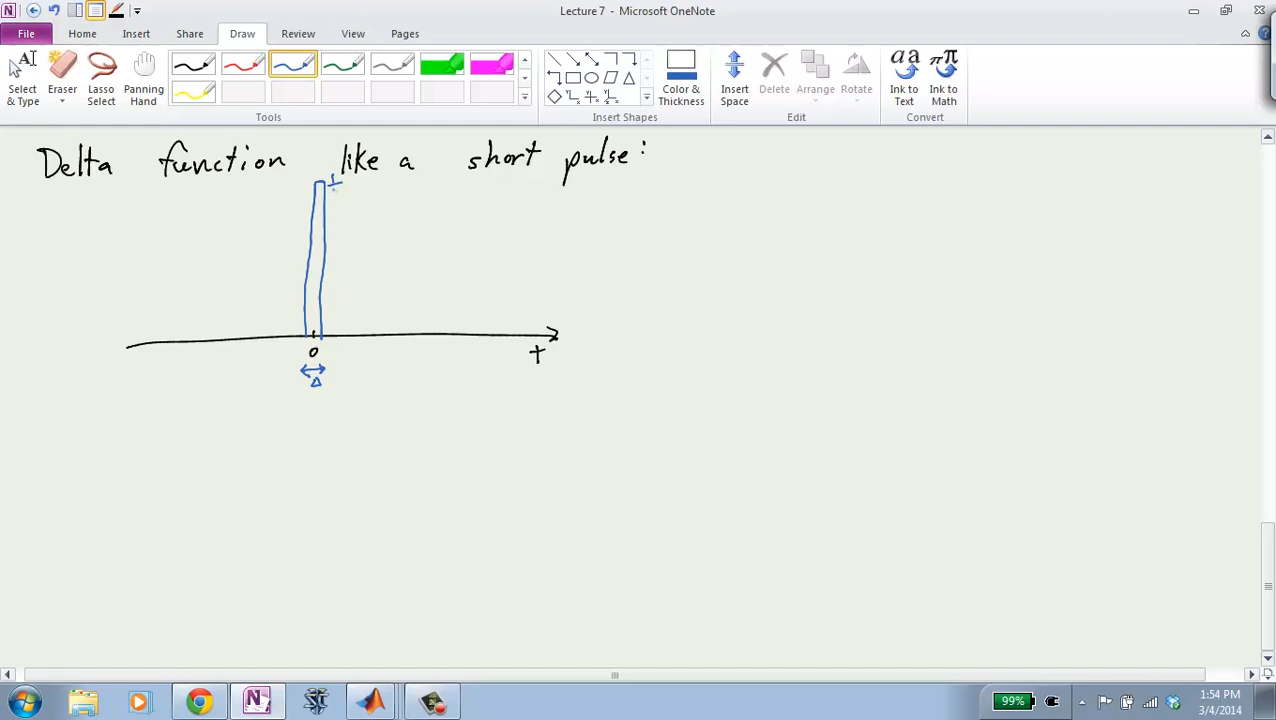 Lecture 7 - Microsoft OneNote
File Home Insert Share Draw Review View Pages
Select & Type
Eraser
Lasso Select
Panning Hand
Color & Thickness
Insert Space
Delete
Arrange
Rotate
Ink to Text
Ink to Math
Tools Insert Shapes Edit Convert
Delta function like a short pulse:
1
0
t
Δ
99%
1:54 PM
3/4/2014